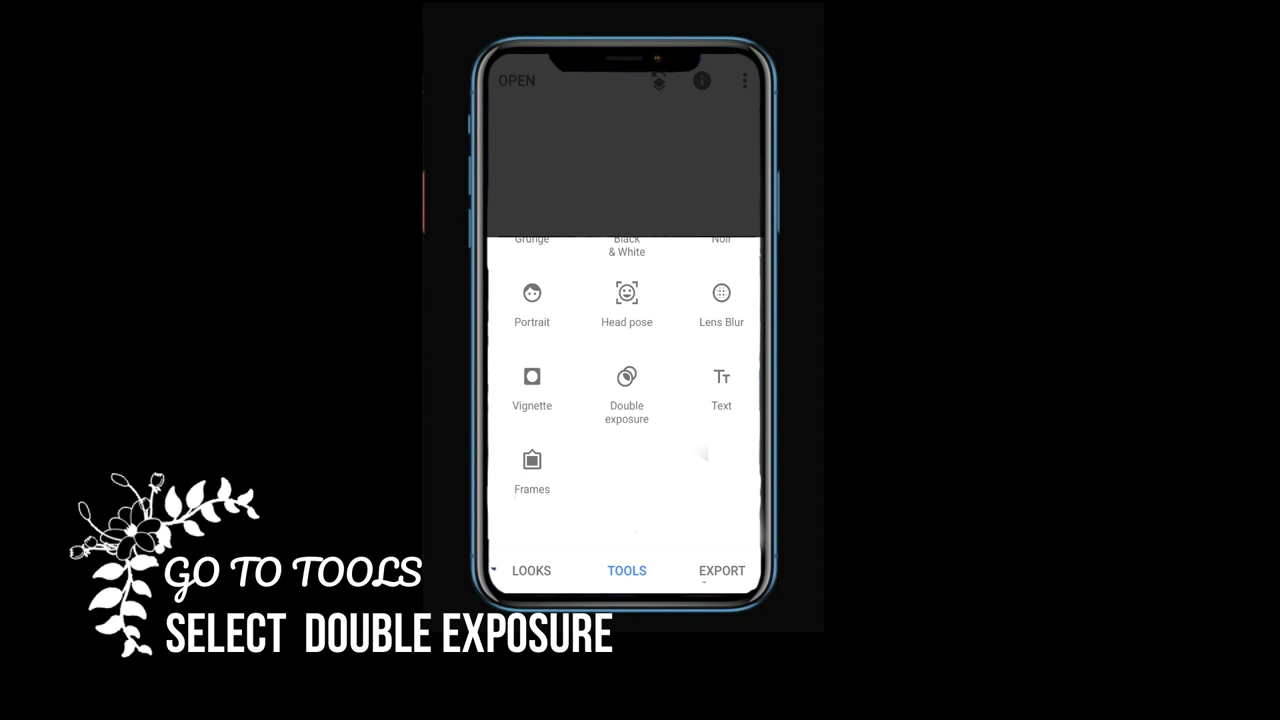 OPEN
Grunge
Black
& White
Noir
Portrait
Head pose
Lens Blur
Vignette
Double
exposure
Text
Frames
LOOKS
TOOLS
EXPORT
GO TO TOOLS
SELECT DOUBLE EXPOSURE